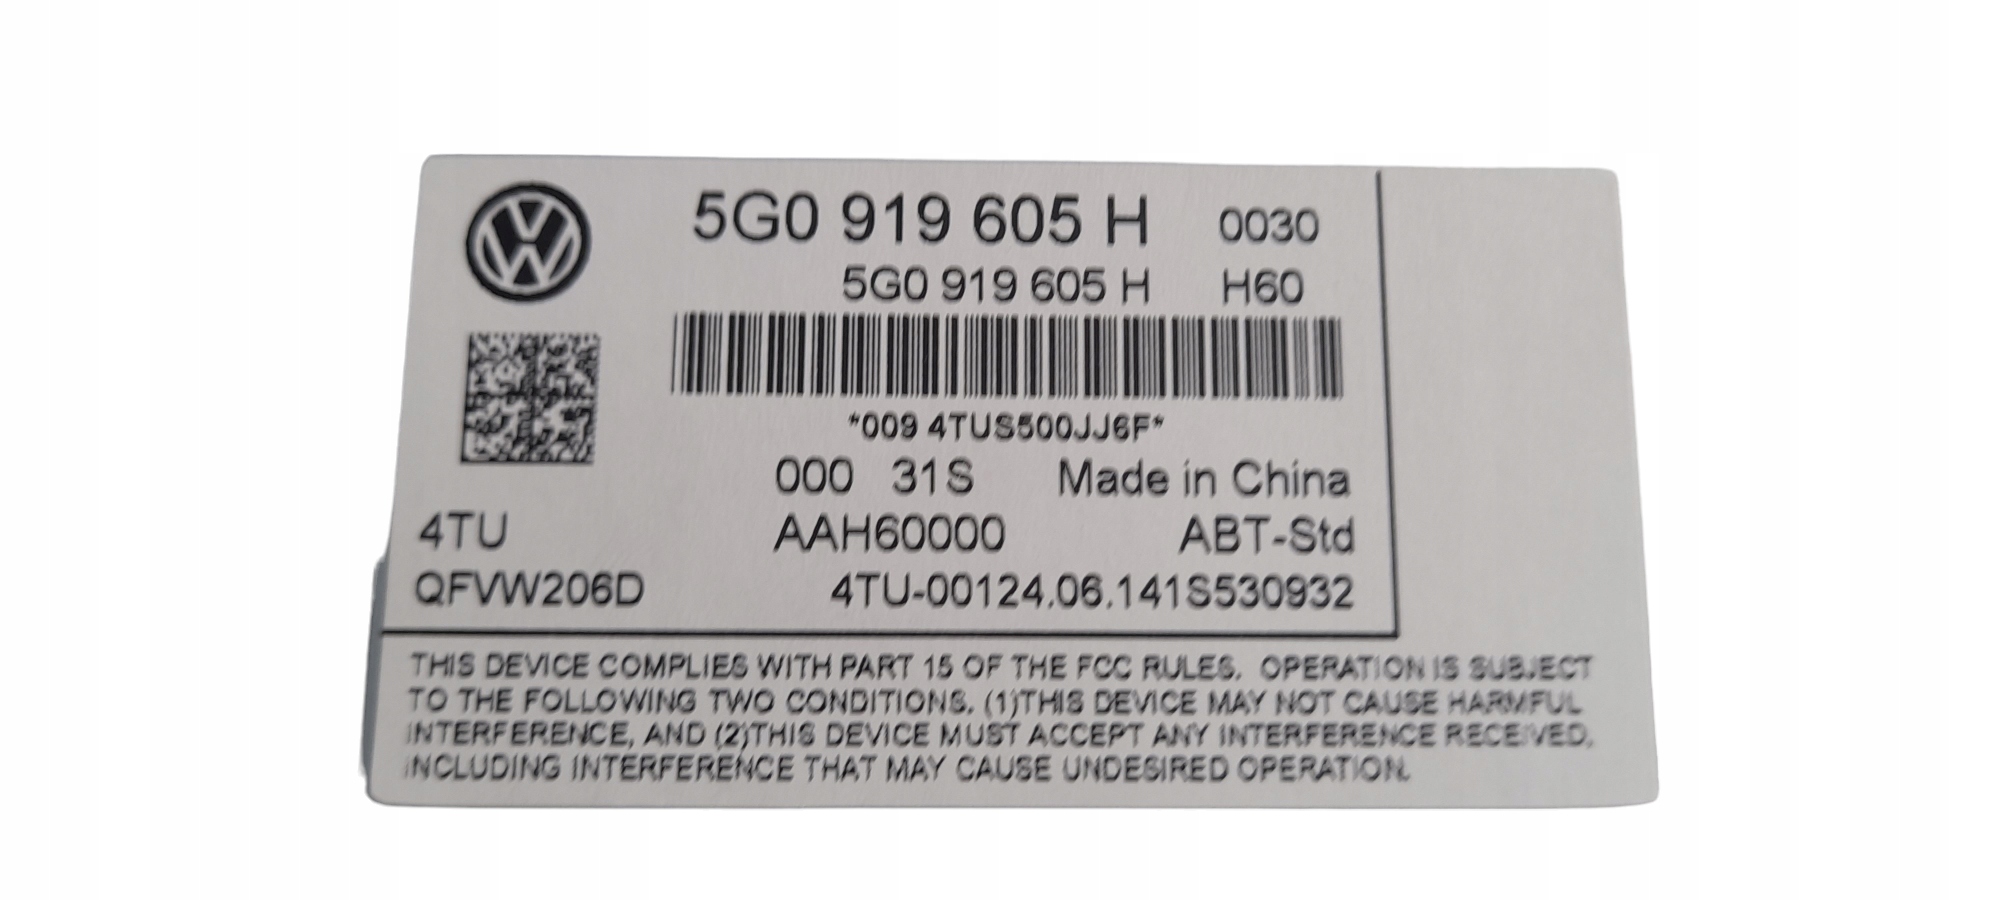 5G0 919 605 H 0030
5G0 919 605 H H60
*009 4TUS500JJ6F*
000 31S Made in China
4TU AAH60000 ABT-Std
QFVW206D 4TU-00124.06.141S530932
THIS DEVICE COMPLIES WITH PART 15 OF THE FCC RULES. OPERATION IS SUBJECT
TO THE FOLLOWING TWO CONDITIONS. (1)THIS DEVICE MAY NOT CAUSE HARMFUL
INTERFERENCE, AND (2)THIS DEVICE MUST ACCEPT ANY INTERFERENCE RECEIVED,
INCLUDING INTERFERENCE THAT MAY CAUSE UNDESIRED OPERATION.